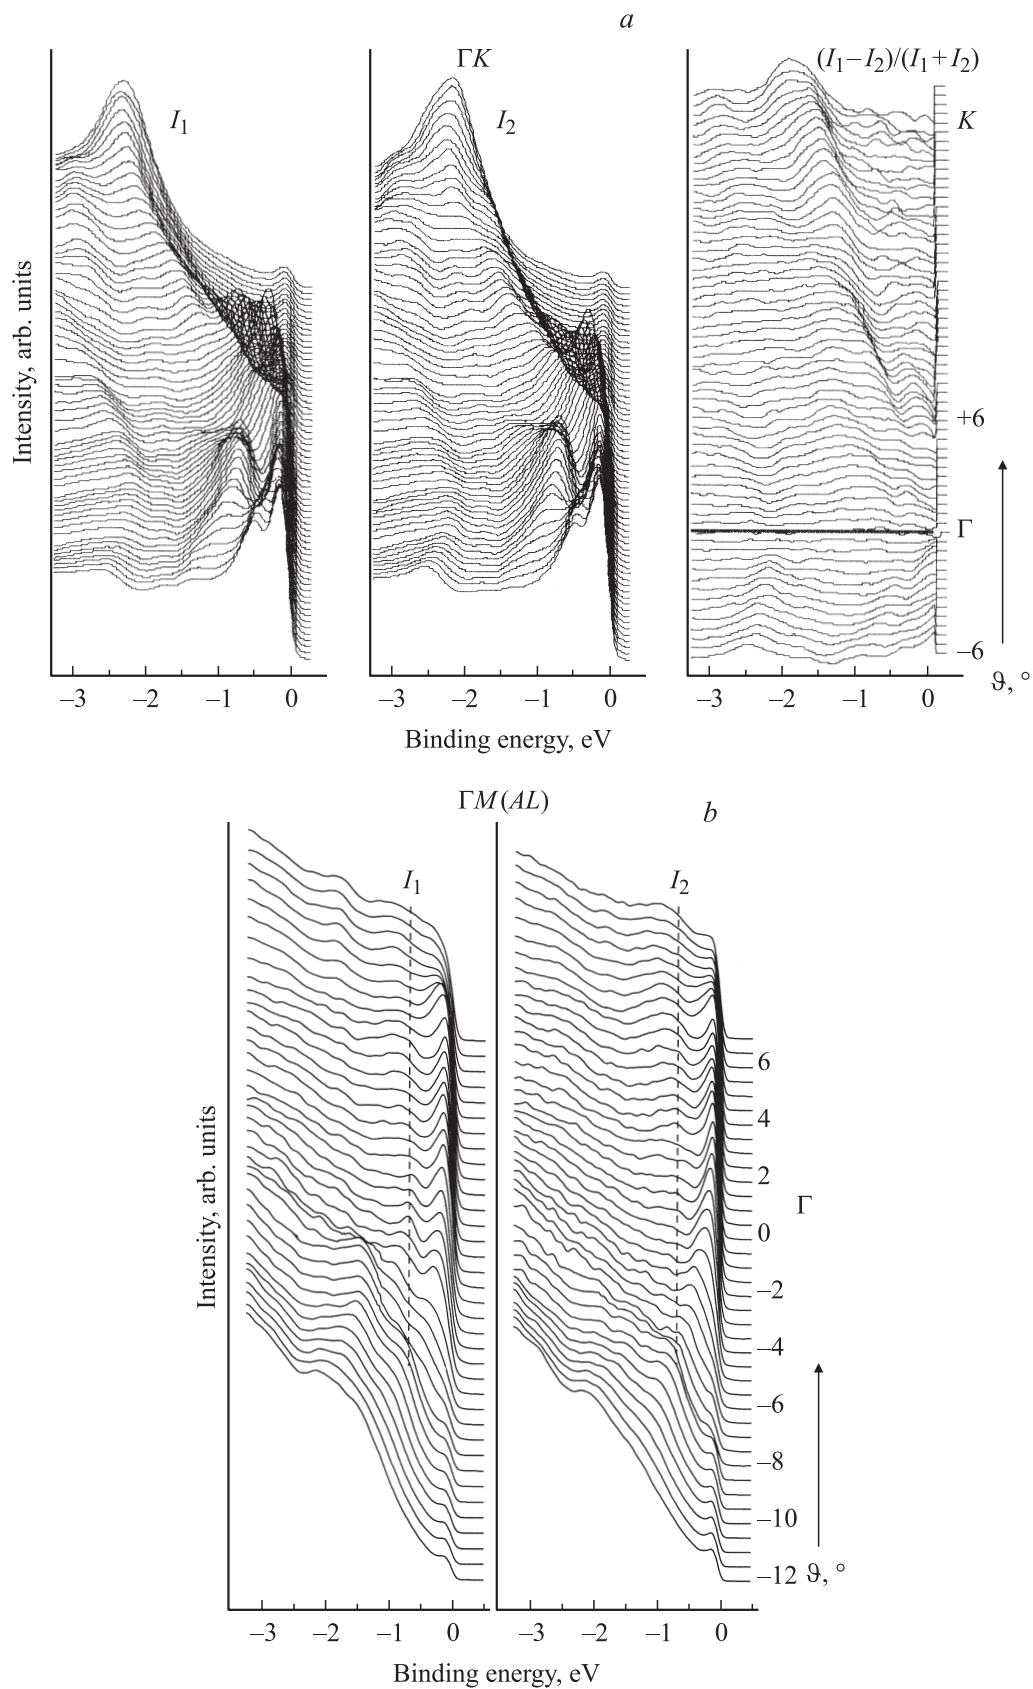 a
ΓK
(I₁–I₂)/(I₁+I₂)
I₁
I₂
K
+6
Γ
–6
ϑ, °
Intensity, arb. units
–3 –2 –1 0
–3 –2 –1 0
–3 –2 –1 0
Binding energy, eV
ΓM (AL)
b
I₁
I₂
6
4
2
Γ
0
–2
–4
–6
–8
–10
–12 ϑ, °
Intensity, arb. units
–3 –2 –1 0
–3 –2 –1 0
Binding energy, eV